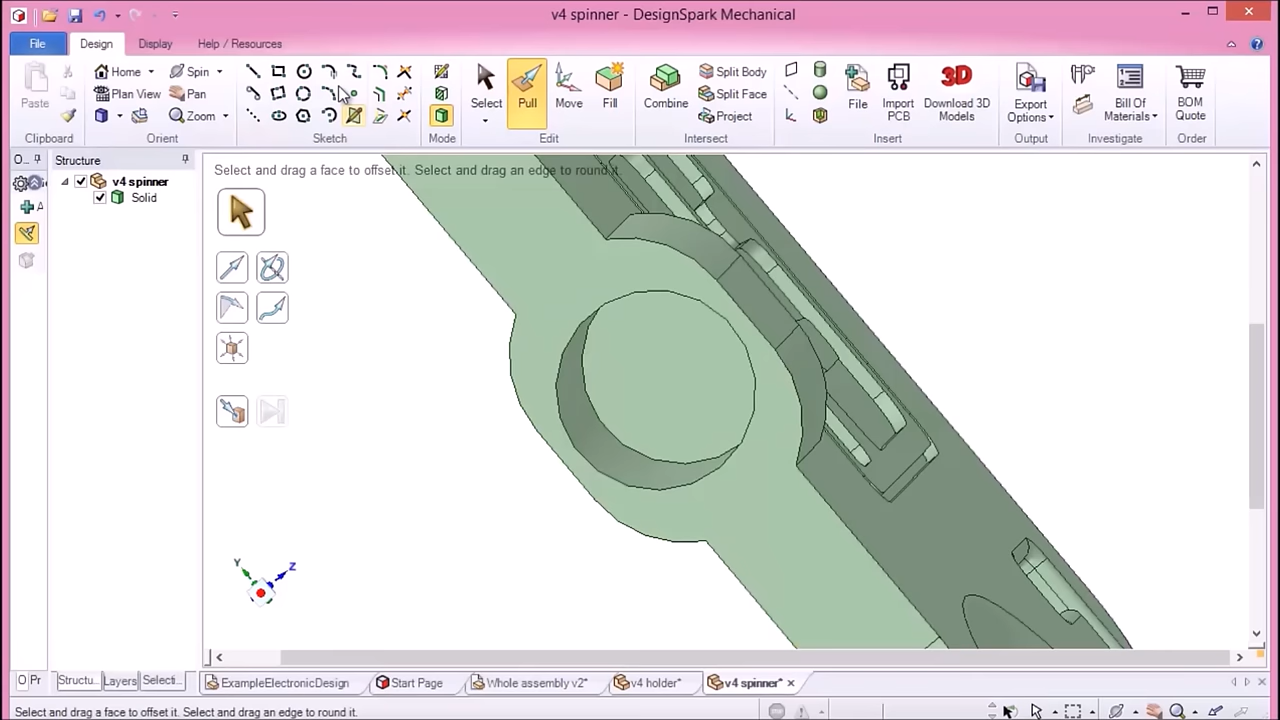 v4 spinner - DesignSpark Mechanical
File
Design
Display
Help / Resources
Paste
Clipboard
Home
Spin
Plan View
Pan
Zoom
Orient
Sketch
Mode
Select
Pull
Move
Fill
Edit
Combine
Split Body
Split Face
Project
Intersect
File
Import PCB
Download 3D Models
3D
Insert
Export Options
Output
Bill Of Materials
Investigate
BOM Quote
Order
O...
Structure
v4 spinner
Solid
A
Select and drag a face to offset it. Select and drag an edge to round it.
Y
Z
O Pr
Structu...
Layers
Selecti...
ExampleElectronicDesign
Start Page
Whole assembly v2*
v4 holder*
v4 spinner*
Select and drag a face to offset it. Select and drag an edge to round it.